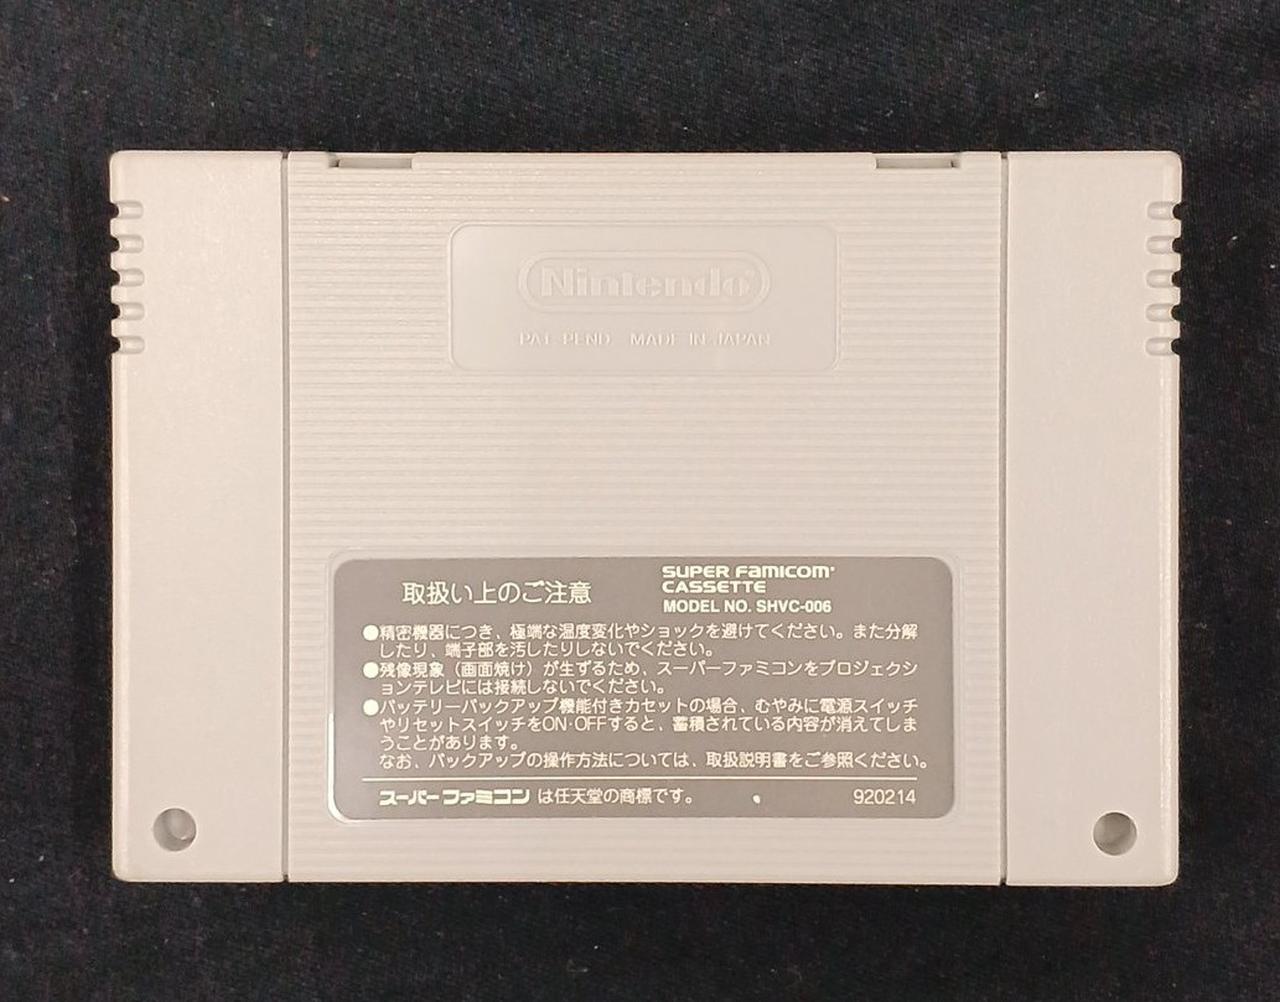 Nintendo®
PAT. PEND. MADE IN JAPAN
取扱い上のご注意
SUPER FAMICOM®
CASSETTE
MODEL NO. SHVC-006
●精密機器につき、極端な温度変化やショックを避けてください。また分解
したり、端子部を汚したりしないでください。
●残像現象（画面焼け）が生ずるため、スーパーファミコンをプロジェクシ
ョンテレビには接続しないでください。
●バッテリーバックアップ機能付きカセットの場合、むやみに電源スイッチ
やリセットスイッチをON·OFFすると、蓄積されている内容が消えてしま
うことがあります。
なお、バックアップの操作方法については、取扱説明書をご参照ください。
スーパーファミコン は任天堂の商標です。
920214